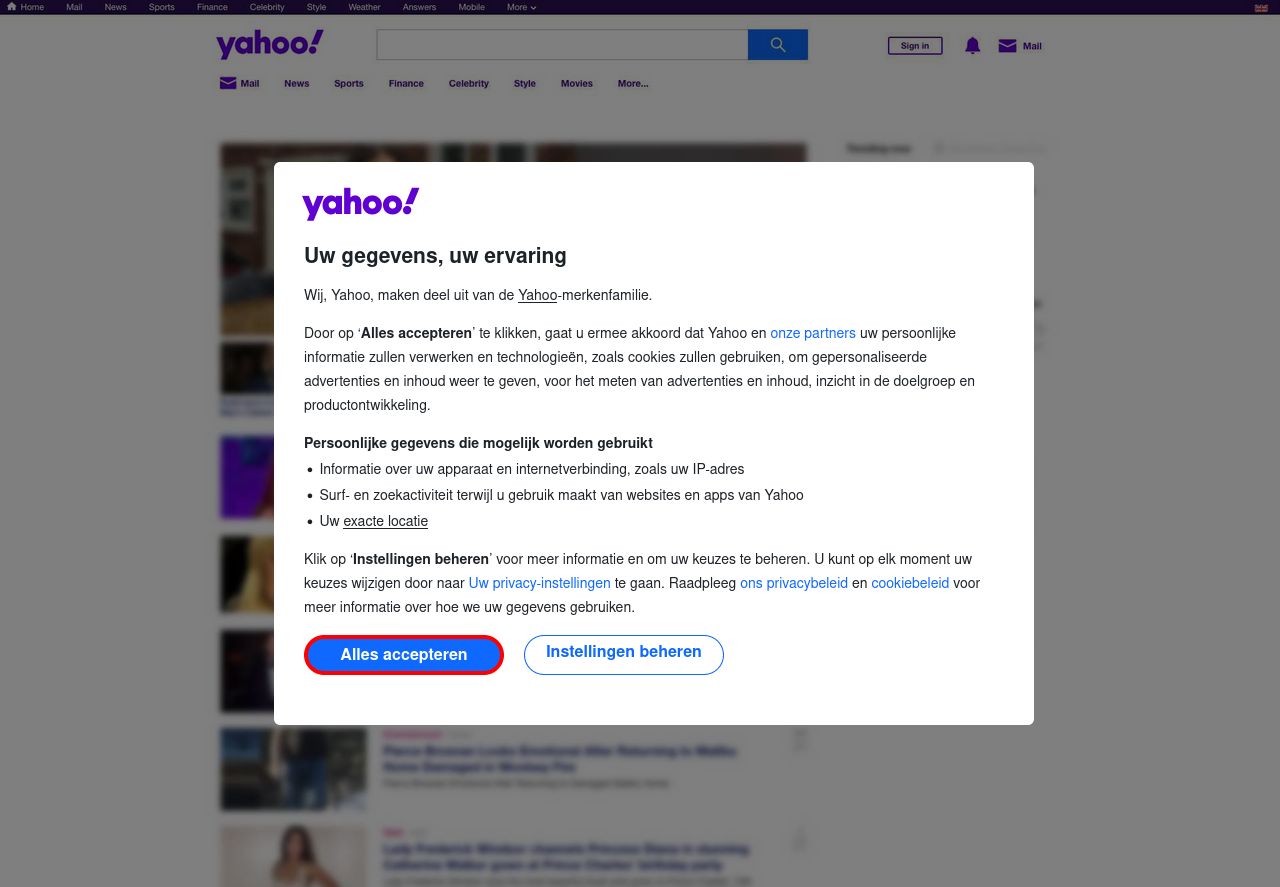 Home Mail News Sports Finance Celebrity Style Weather Answers Mobile More
yahoo!
Sign in
Mail
Mail News Sports Finance Celebrity Style Movies More...
Trending now
yahoo!
Uw gegevens, uw ervaring
Wij, Yahoo, maken deel uit van de Yahoo-merkenfamilie.
Door op ‘Alles accepteren’ te klikken, gaat u ermee akkoord dat Yahoo en onze partners uw persoonlijke
informatie zullen verwerken en technologieën, zoals cookies zullen gebruiken, om gepersonaliseerde
advertenties en inhoud weer te geven, voor het meten van advertenties en inhoud, inzicht in de doelgroep en
productontwikkeling.
Persoonlijke gegevens die mogelijk worden gebruikt
• Informatie over uw apparaat en internetverbinding, zoals uw IP-adres
• Surf- en zoekactiviteit terwijl u gebruik maakt van websites en apps van Yahoo
• Uw exacte locatie
Klik op ‘Instellingen beheren’ voor meer informatie en om uw keuzes te beheren. U kunt op elk moment uw
keuzes wijzigen door naar Uw privacy-instellingen te gaan. Raadpleeg ons privacybeleid en cookiebeleid voor
meer informatie over hoe we uw gegevens gebruiken.
Alles accepteren
Instellingen beheren
Pierce Brosnan Looks Emotional After Returning to Malibu
Home Damaged in Woolsey Fire
Lady Frederick Windsor channels Princess Diana in stunning
Catherine Walker gown at Prince Charles' birthday party